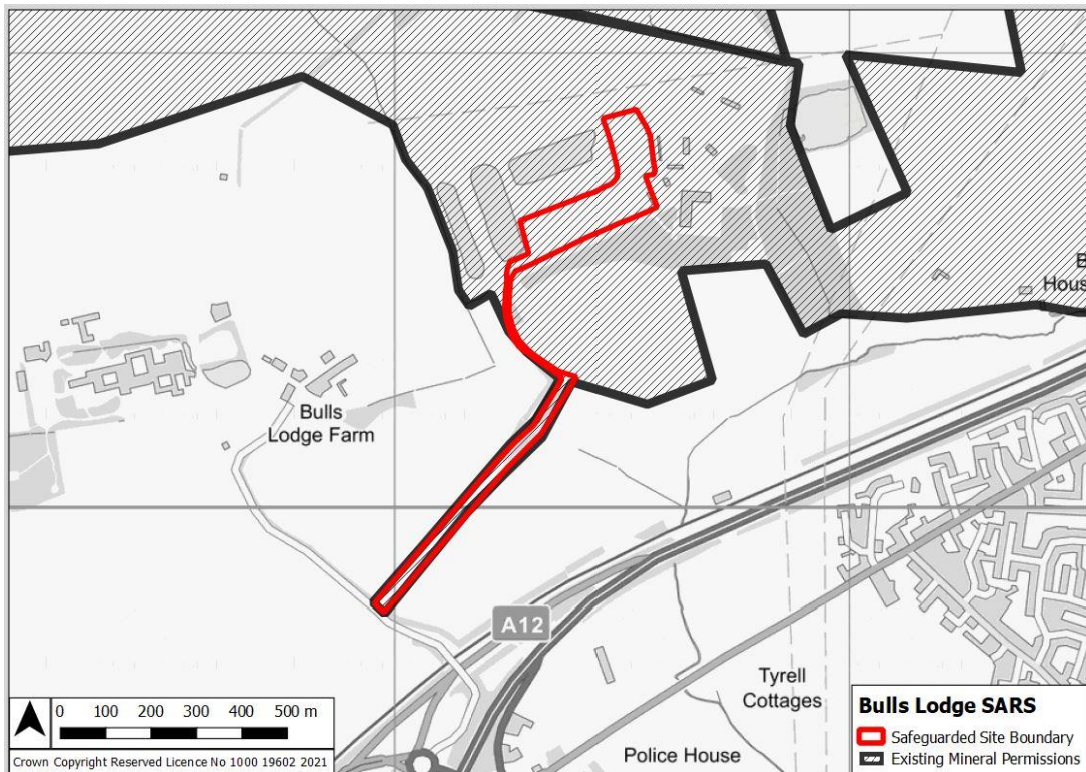 B
Hous
Bulls
Lodge Farm
A12
Tyrell
Cottages
Police House
0 100 200 300 400 500 m
Crown Copyright Reserved Licence No 1000 19602 2021
Bulls Lodge SARS
Safeguarded Site Boundary
Existing Mineral Permissions